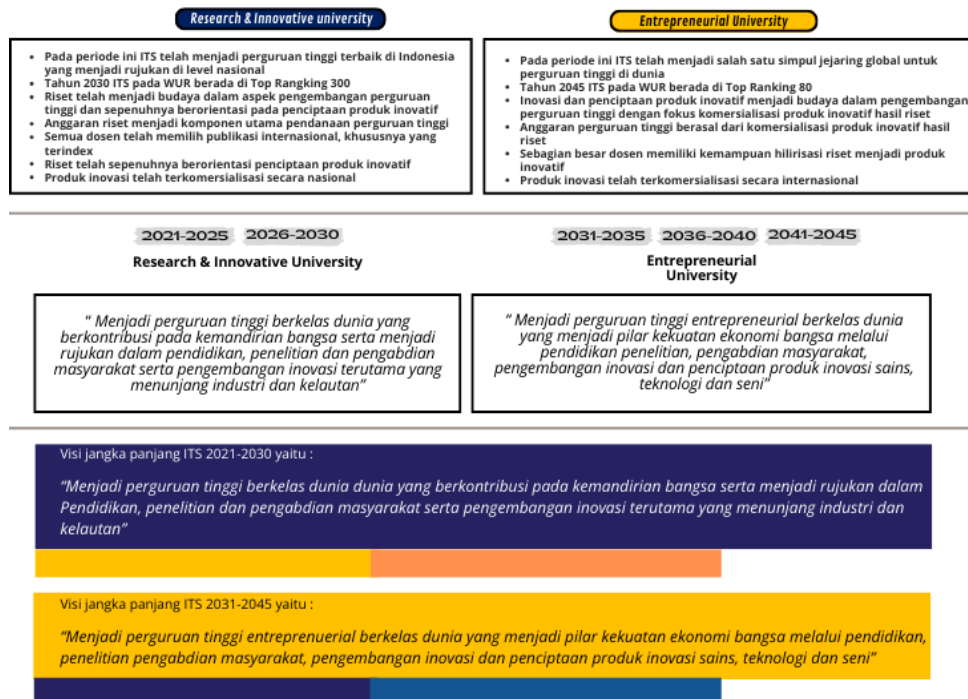 Research & Innovative university
• Pada periode ini ITS telah menjadi perguruan tinggi terbaik di Indonesia
yang menjadi rujukan di level nasional
• Tahun 2030 ITS pada WUR berada di Top Rangking 300
• Riset telah menjadi budaya dalam aspek pengembangan perguruan
tinggi dan sepenuhnya berorientasi pada penciptaan produk inovatif
• Anggaran riset menjadi komponen utama pendanaan perguruan tinggi
• Semua dosen telah memilih publikasi internasional, khususnya yang
terindex
• Riset telah sepenuhnya berorientasi penciptaan produk inovatif
• Produk inovasi telah terkomersialisasi secara nasional
Entrepreneurial University
• Pada periode ini ITS telah menjadi salah satu simpul jejaring global untuk
perguruan tinggi di dunia
• Tahun 2045 ITS pada WUR berada di Top Ranking 80
• Inovasi dan penciptaan produk inovatif menjadi budaya dalam pengembangan
perguruan tinggi dengan fokus komersialisasi produk inovatif hasil riset
• Anggaran perguruan tinggi berasal dari komersialisasi produk inovatif hasil
riset
• Sebagian besar dosen memiliki kemampuan hilirisasi riset menjadi produk
inovatif
• Produk inovasi telah terkomersialisasi secara internasional
2021-2025 2026-2030
Research & Innovative University
2031-2035 2036-2040 2041-2045
Entrepreneurial
University
“ Menjadi perguruan tinggi berkelas dunia yang
berkontribusi pada kemandirian bangsa serta menjadi
rujukan dalam pendidikan, penelitian dan pengabdian
masyarakat serta pengembangan inovasi terutama yang
menunjang industri dan kelautan”
“ Menjadi perguruan tinggi entrepreneurial berkelas dunia
yang menjadi pilar kekuatan ekonomi bangsa melalui
pendidikan penelitian, pengabdian masyarakat,
pengembangan inovasi dan penciptaan produk inovasi sains,
teknologi dan seni”
Visi jangka panjang ITS 2021-2030 yaitu :
“Menjadi perguruan tinggi berkelas dunia dunia yang berkontribusi pada kemandirian bangsa serta menjadi rujukan dalam
Pendidikan, penelitian dan pengabdian masyarakat serta pengembangan inovasi terutama yang menunjang industri dan
kelautan”
Visi jangka panjang ITS 2031-2045 yaitu :
“Menjadi perguruan tinggi entreprenuerial berkelas dunia yang menjadi pilar kekuatan ekonomi bangsa melalui pendidikan,
penelitian pengabdian masyarakat, pengembangan inovasi dan penciptaan produk inovasi sains, teknologi dan seni”